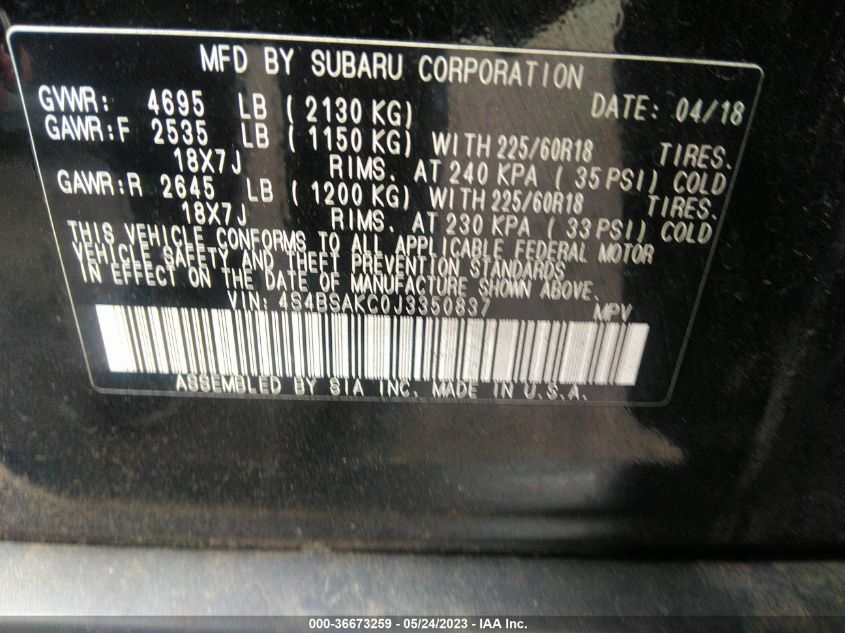 MFD BY SUBARU CORPORATION
GVWR: 4695 LB ( 2130 KG) DATE: 04/18
GAWR:F 2535 LB ( 1150 KG) WITH 225/60R18 TIRES.
18X7J RIMS. AT 240 KPA ( 35 PSI) COLD
GAWR:R 2645 LB ( 1200 KG) WITH 225/60R18 TIRES.
18X7J RIMS. AT 230 KPA ( 33 PSI) COLD
THIS VEHICLE CONFORMS TO ALL APPLICABLE FEDERAL MOTOR
VEHICLE SAFETY AND THEFT PREVENTION STANDARDS
IN EFFECT ON THE DATE OF MANUFACTURE SHOWN ABOVE.
VIN: 4S4BSAKC0J3350637 MPV
ASSEMBLED BY SIA INC. MADE IN U.S.A.
000-36673259 - 05/24/2023 - IAA Inc.